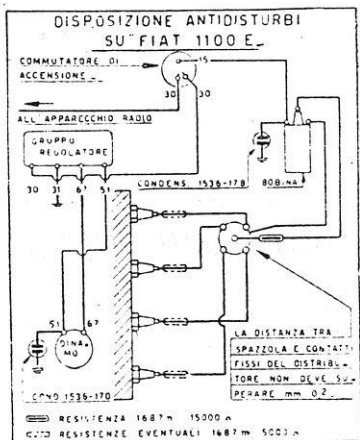 DISPOSIZIONE ANTIDISTURBI
SU FIAT 1100 E
COMMUTATORE DI
ACCENSIONE
15
30
30
ALL'APPARECCHIO RADIO
GRUPPO
REGOLATORE
30 31 67 51
CONDENS. 1536-178
BOBINA
51
67
DINA
MO
COND 1536-170
LA DISTANZA TRA
SPAZZOLA E CONTATTI
FISSI DEL DISTRIBU
TORE NON DEVE SU
PERARE mm 0.2
RESISTENZA 1687 m 15000 Ω
RESISTENZE EVENTUALI 1687 m 5000 Ω